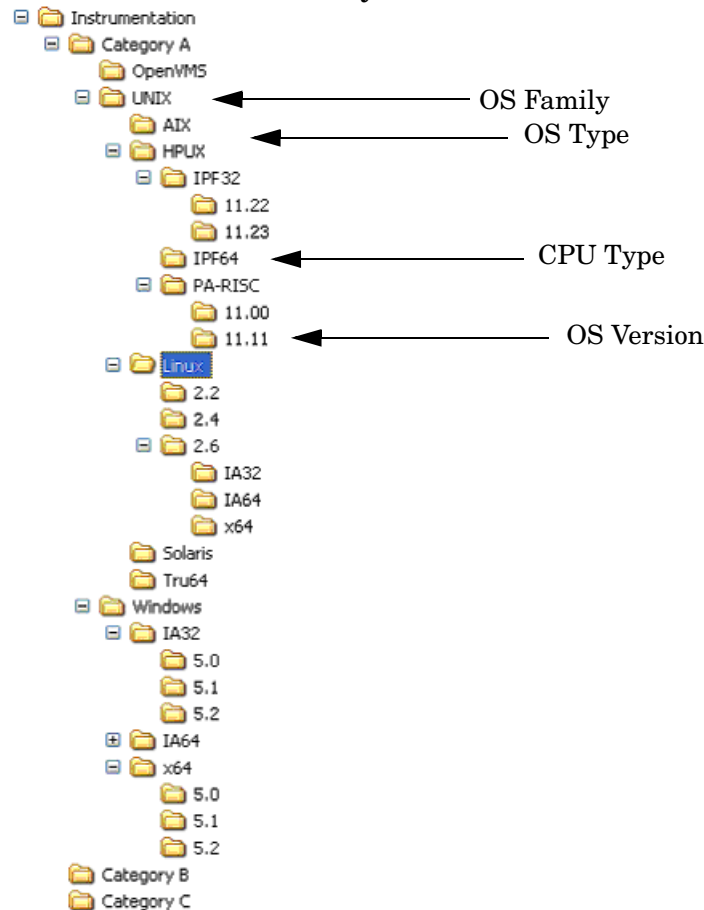 Instrumentation
Category A
OpenVMS
UNIX
OS Family
AIX
OS Type
HPUX
IPF32
11.22
11.23
IPF64
CPU Type
PA-RISC
11.00
11.11
OS Version
Linux
2.2
2.4
2.6
IA32
IA64
x64
Solaris
Tru64
Windows
IA32
5.0
5.1
5.2
IA64
x64
5.0
5.1
5.2
Category B
Category C